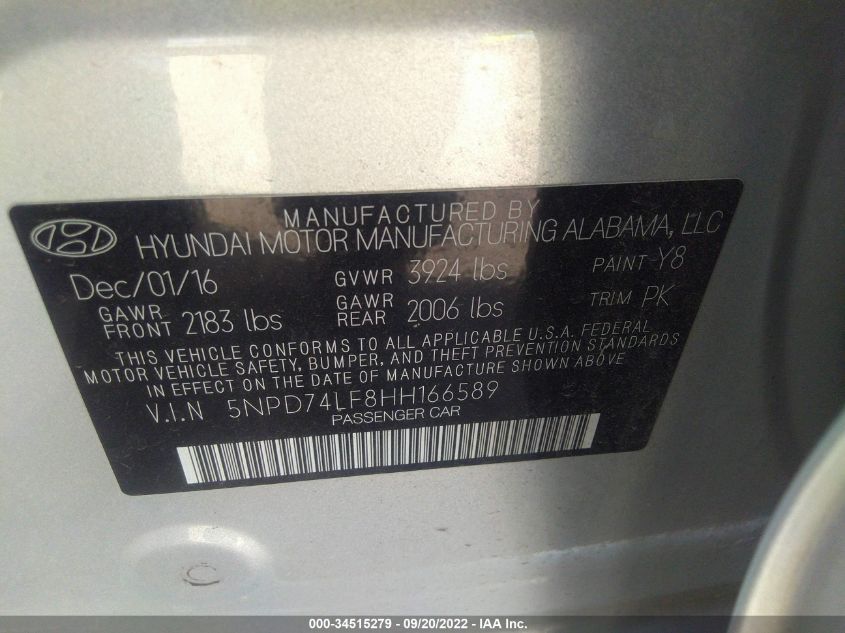 MANUFACTURED BY
HYUNDAI MOTOR MANUFACTURING ALABAMA, LLC
Dec/01/16 GVWR 3924 lbs PAINT Y8
GAWR FRONT 2183 lbs GAWR REAR 2006 lbs TRIM PK
THIS VEHICLE CONFORMS TO ALL APPLICABLE U.S.A. FEDERAL
MOTOR VEHICLE SAFETY, BUMPER, AND THEFT PREVENTION STANDARDS
IN EFFECT ON THE DATE OF MANUFACTURE SHOWN ABOVE.
V.I.N 5NPD74LF8HH166589
PASSENGER CAR
000-34515279 - 09/20/2022 - IAA Inc.